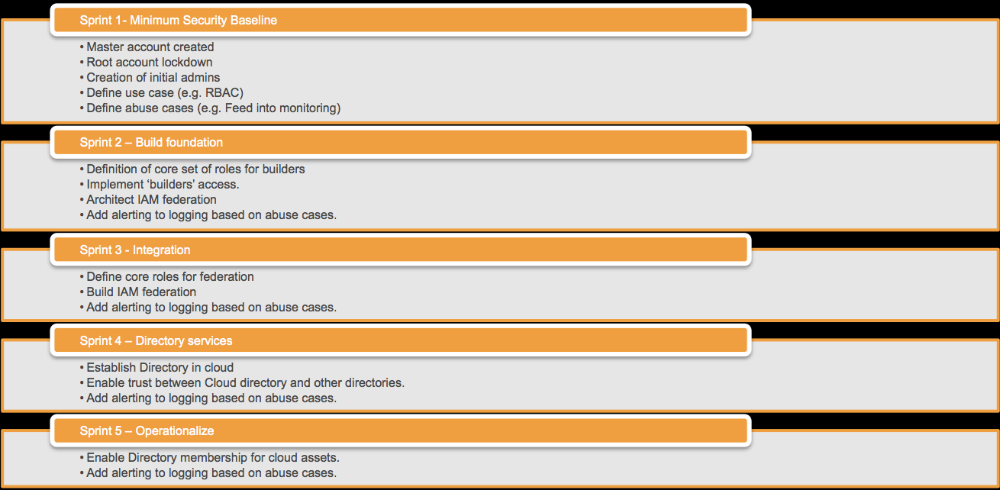 Sprint 1- Minimum Security Baseline
• Master account created
• Root account lockdown
• Creation of initial admins
• Define use case (e.g. RBAC)
• Define abuse cases (e.g. Feed into monitoring)
Sprint 2 – Build foundation
• Definition of core set of roles for builders
• Implement ‘builders’ access.
• Architect IAM federation
• Add alerting to logging based on abuse cases.
Sprint 3 - Integration
• Define core roles for federation
• Build IAM federation
• Add alerting to logging based on abuse cases.
Sprint 4 – Directory services
• Establish Directory in cloud
• Enable trust between Cloud directory and other directories.
• Add alerting to logging based on abuse cases.
Sprint 5 – Operationalize
• Enable Directory membership for cloud assets.
• Add alerting to logging based on abuse cases.